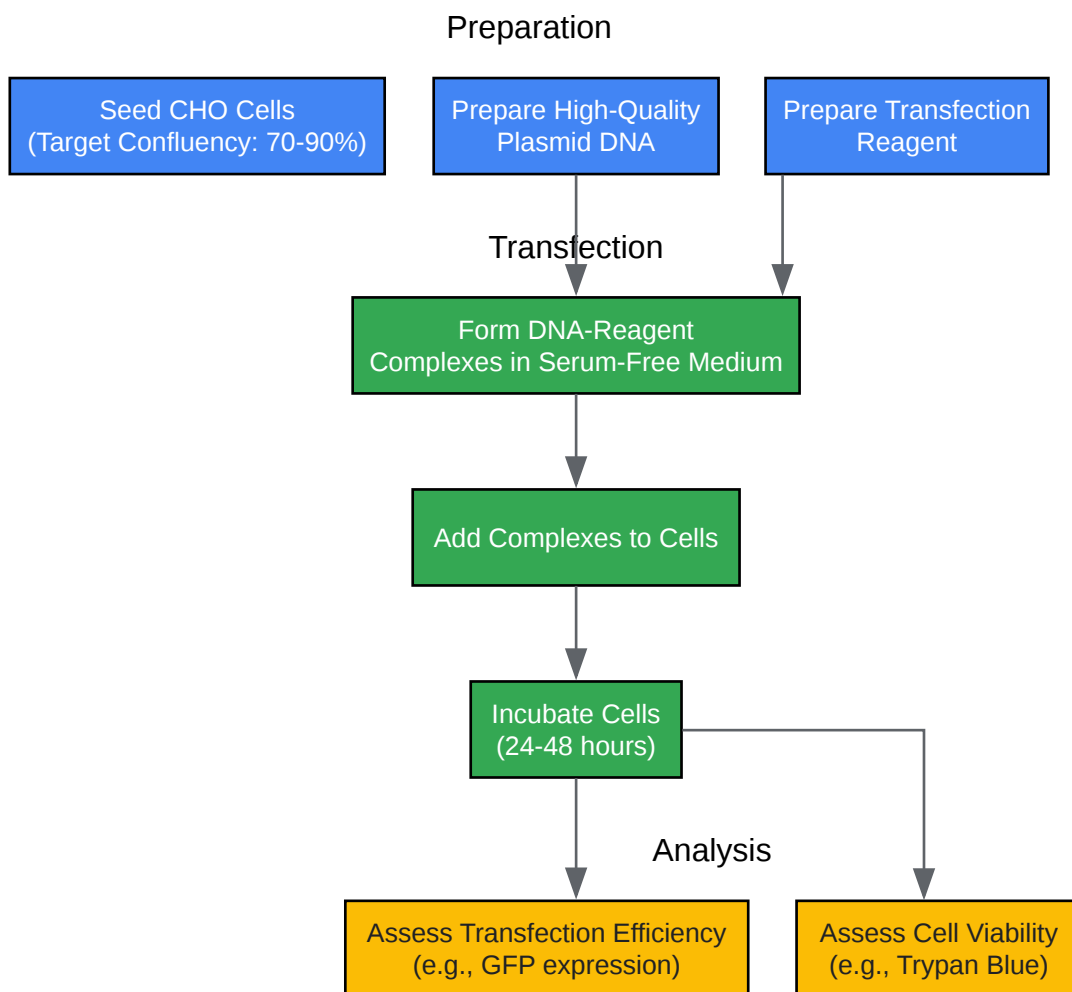 Preparation
Seed CHO Cells
(Target Confluency: 70-90%)
Prepare High-Quality
Plasmid DNA
Prepare Transfection
Reagent
Transfection
Form DNA-Reagent
Complexes in Serum-Free Medium
Add Complexes to Cells
Incubate Cells
(24-48 hours)
Analysis
Assess Transfection Efficiency
(e.g., GFP expression)
Assess Cell Viability
(e.g., Trypan Blue)